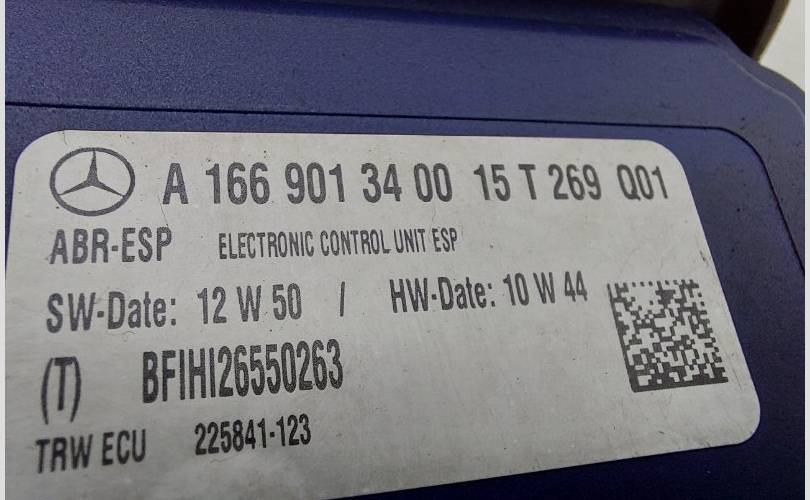 A 166 901 34 00 15 T 269 Q01
ABR-ESP ELECTRONIC CONTROL UNIT ESP
SW-Date: 12 W 50 / HW-Date: 10 W 44
(T) BFIHI26550263
TRW ECU 225841-123